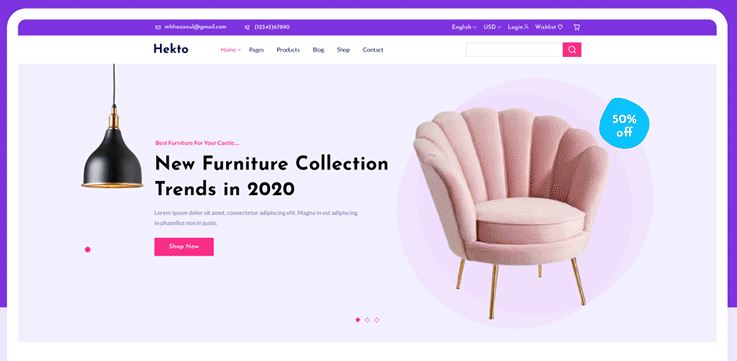 mhhasanul@gmail.com
(12345)67890
English
USD
Login
Wishlist
Hekto
Home
Pages
Products
Blog
Shop
Contact
Best Furniture For Your Castle....
New Furniture Collection
Trends in 2020
Lorem ipsum dolor sit amet, consectetur adipiscing elit. Magna in est adipiscing
in phasellus non in justo.
Shop Now
50%
off